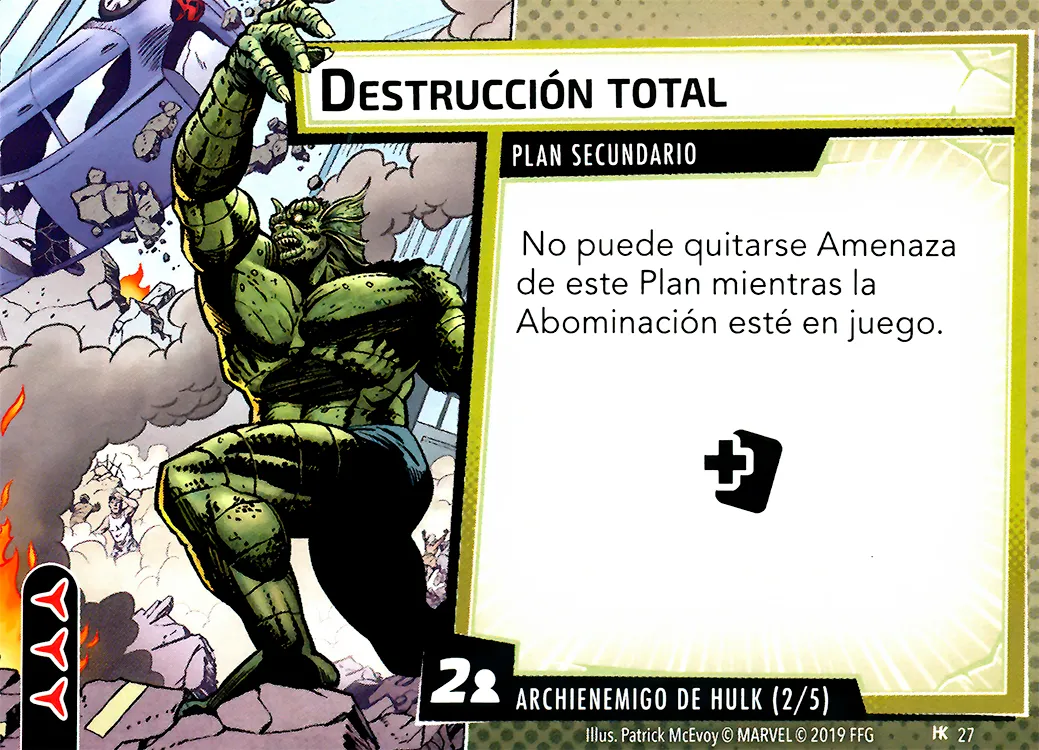 DESTRUCCIÓN TOTAL
PLAN SECUNDARIO
No puede quitarse Amenaza
de este Plan mientras la
Abominación esté en juego.
2
ARCHIENEMIGO DE HULK (2/5)
Illus. Patrick McEvoy © MARVEL © 2019 FFG HK 27